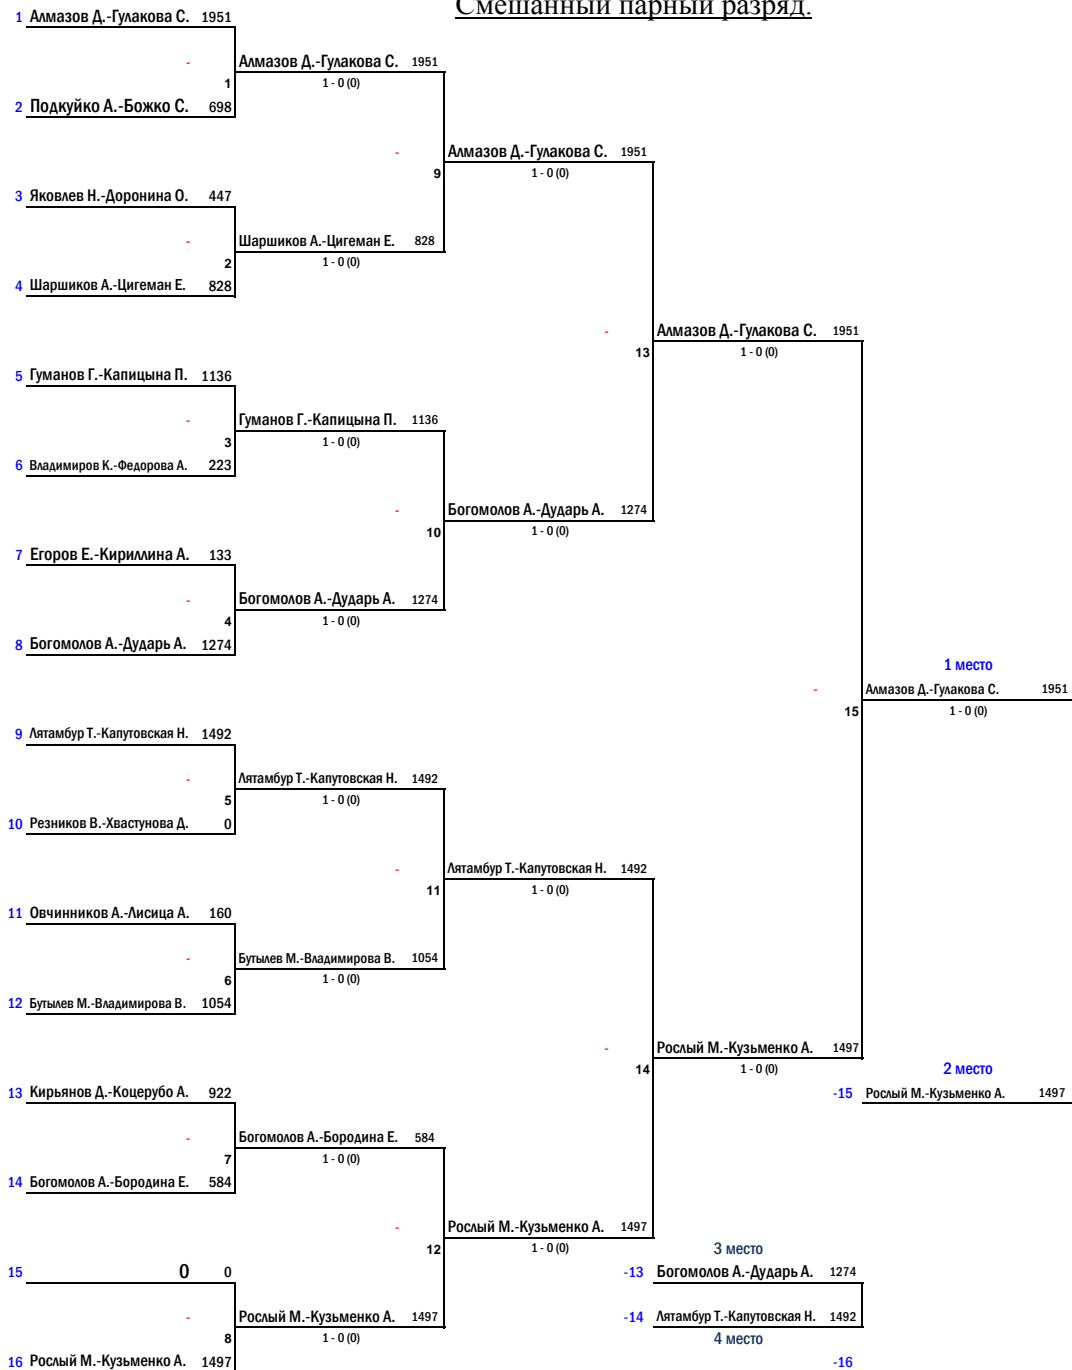 Смешанный парный разряд.
1 Алмазов Д.-Гулакова С. 1951
- Алмазов Д.-Гулакова С. 1951
1 1 - 0 (0)
2 Подкуйко А.-Божко С. 698
- Алмазов Д.-Гулакова С. 1951
9 1 - 0 (0)
3 Яковлев Н.-Доронина О. 447
- Шаршиков А.-Цигеман Е. 828
2 1 - 0 (0)
4 Шаршиков А.-Цигеман Е. 828
- Алмазов Д.-Гулакова С. 1951
13 1 - 0 (0)
5 Гуманов Г.-Капицына П. 1136
- Гуманов Г.-Капицына П. 1136
3 1 - 0 (0)
6 Владимиров К.-Федорова А. 223
- Богомолов А.-Дударь А. 1274
10 1 - 0 (0)
7 Егоров Е.-Кириллина А. 133
- Богомолов А.-Дударь А. 1274
4 1 - 0 (0)
8 Богомолов А.-Дударь А. 1274
1 место
- Алмазов Д.-Гулакова С. 1951
15 1 - 0 (0)
9 Лятамбур Т.-Капутовская Н. 1492
- Лятамбур Т.-Капутовская Н. 1492
5 1 - 0 (0)
10 Резников В.-Хвастунова Д. 0
- Лятамбур Т.-Капутовская Н. 1492
11 1 - 0 (0)
11 Овчинников А.-Лисица А. 160
- Бутылев М.-Владимирова В. 1054
6 1 - 0 (0)
12 Бутылев М.-Владимирова В. 1054
- Рослый М.-Кузьменко А. 1497
14 1 - 0 (0)
2 место
13 Кирьянов Д.-Коцерубо А. 922
-15 Рослый М.-Кузьменко А. 1497
- Богомолов А.-Бородина Е. 584
7 1 - 0 (0)
14 Богомолов А.-Бородина Е. 584
- Рослый М.-Кузьменко А. 1497
12 1 - 0 (0)
3 место
15 0 0
-13 Богомолов А.-Дударь А. 1274
- Рослый М.-Кузьменко А. 1497
-14 Лятамбур Т.-Капутовская Н. 1492
8 1 - 0 (0)
4 место
16 Рослый М.-Кузьменко А. 1497
-16